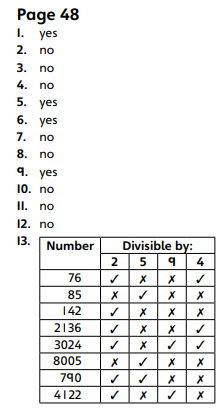 Page 48
1. yes
2. no
3. no
4. no
5. yes
6. yes
7. no
8. no
9. yes
10. no
11. no
12. no
13.
Number Divisible by:
2 5 9 4
76 ✓ ✗ ✗ ✓
85 ✗ ✓ ✗ ✗
142 ✓ ✗ ✗ ✗
2136 ✓ ✗ ✗ ✓
3024 ✓ ✗ ✓ ✓
8005 ✗ ✓ ✗ ✗
790 ✓ ✓ ✗ ✗
4122 ✓ ✗ ✓ ✗